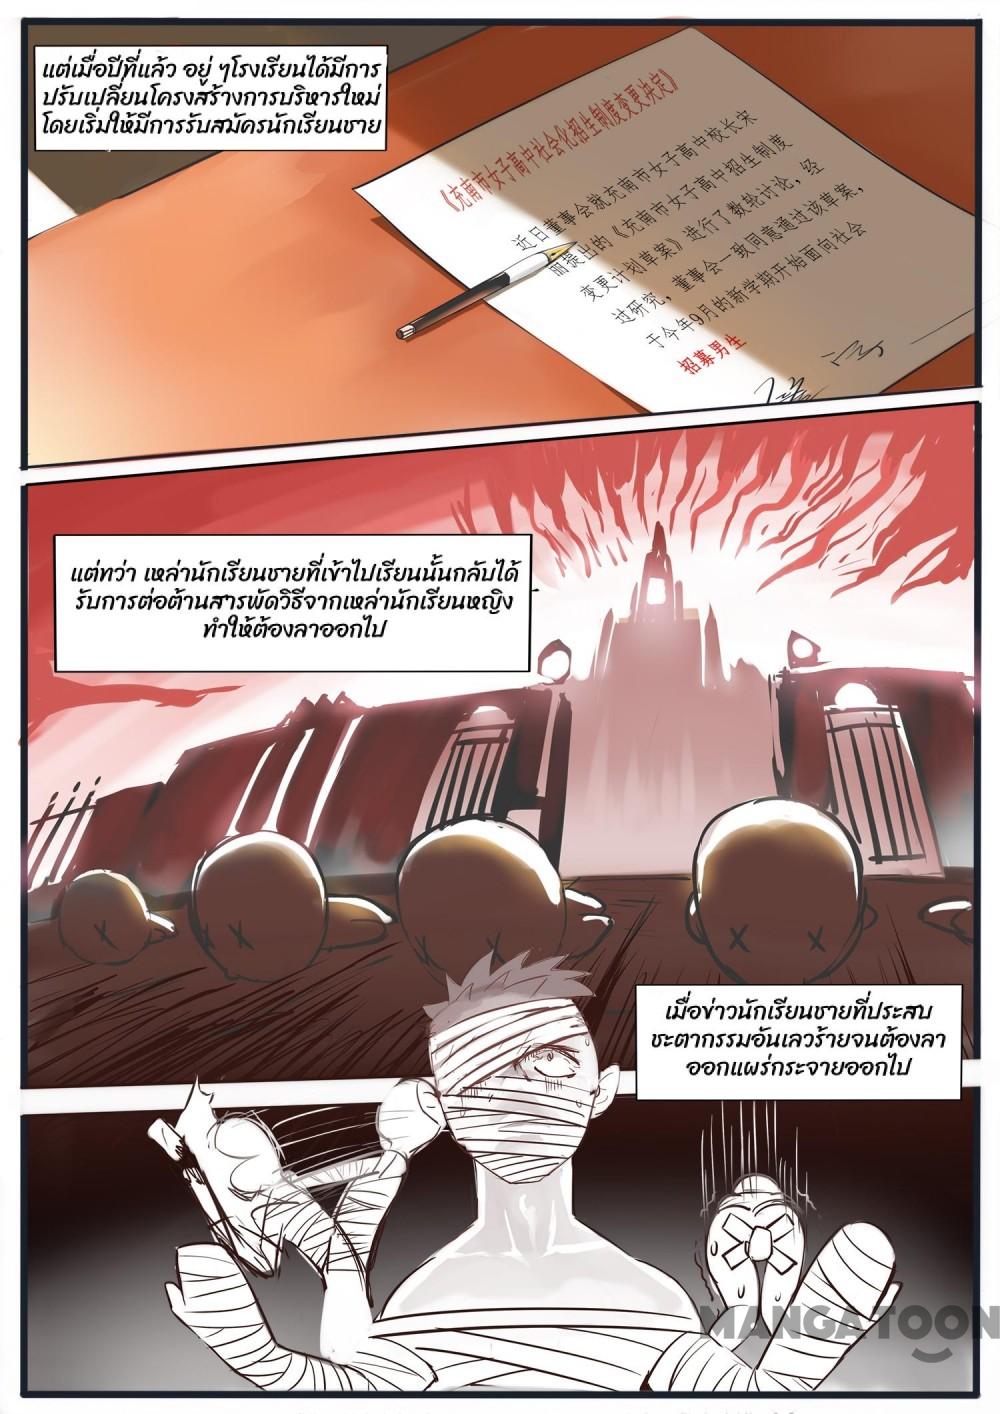 แต่เมื่อปีที่แล้ว อยู่ ๆโรงเรียนได้มีการ
ปรับเปลี่ยนโครงสร้างการบริหารใหม่
โดยเริ่มให้มีการรับสมัครนักเรียนชาย
《充南市女子高中社会化招生制度变更决定》
近日董事会就充南市女子高中校长宋
丽提出的《充南市女子高中招生制度
变更计划草案》进行了数轮讨论，经
过研究，董事会一致同意通过该草案，
于今年9月的新学期开始面向社会
招募男生
แต่ทว่า เหล่านักเรียนชายที่เข้าไปเรียนนั้นกลับได้
รับการต่อต้านสารพัดวิธีจากเหล่านักเรียนหญิง
ทำให้ต้องลาออกไป
เมื่อข่าวนักเรียนชายที่ประสบ
ชะตากรรมอันเลวร้ายจนต้องลา
ออกแผร่กระจายออกไป
MANGATOON